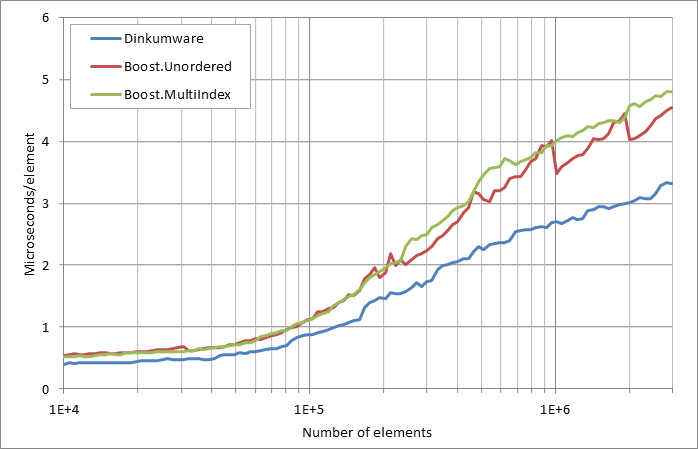 6
5
4
3
2
1
0
Microseconds/element
Dinkumware
Boost.Unordered
Boost.MultiIndex
1E+4
1E+5
1E+6
Number of elements